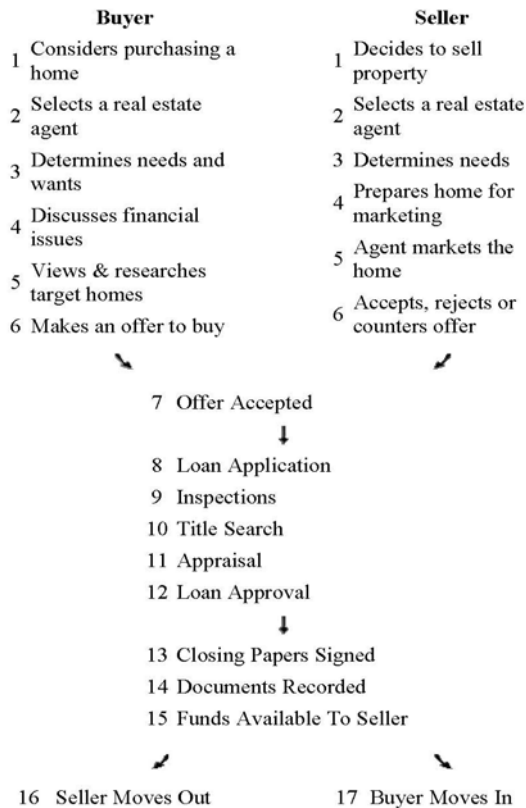 Buyer
1 Considers purchasing a
home
2 Selects a real estate
agent
3 Determines needs and
wants
4 Discusses financial
issues
5 Views & researches
target homes
6 Makes an offer to buy
Seller
1 Decides to sell
property
2 Selects a real estate
agent
3 Determines needs
4 Prepares home for
marketing
5 Agent markets the
home
6 Accepts, rejects or
counters offer
7 Offer Accepted
8 Loan Application
9 Inspections
10 Title Search
11 Appraisal
12 Loan Approval
13 Closing Papers Signed
14 Documents Recorded
15 Funds Available To Seller
16 Seller Moves Out
17 Buyer Moves In